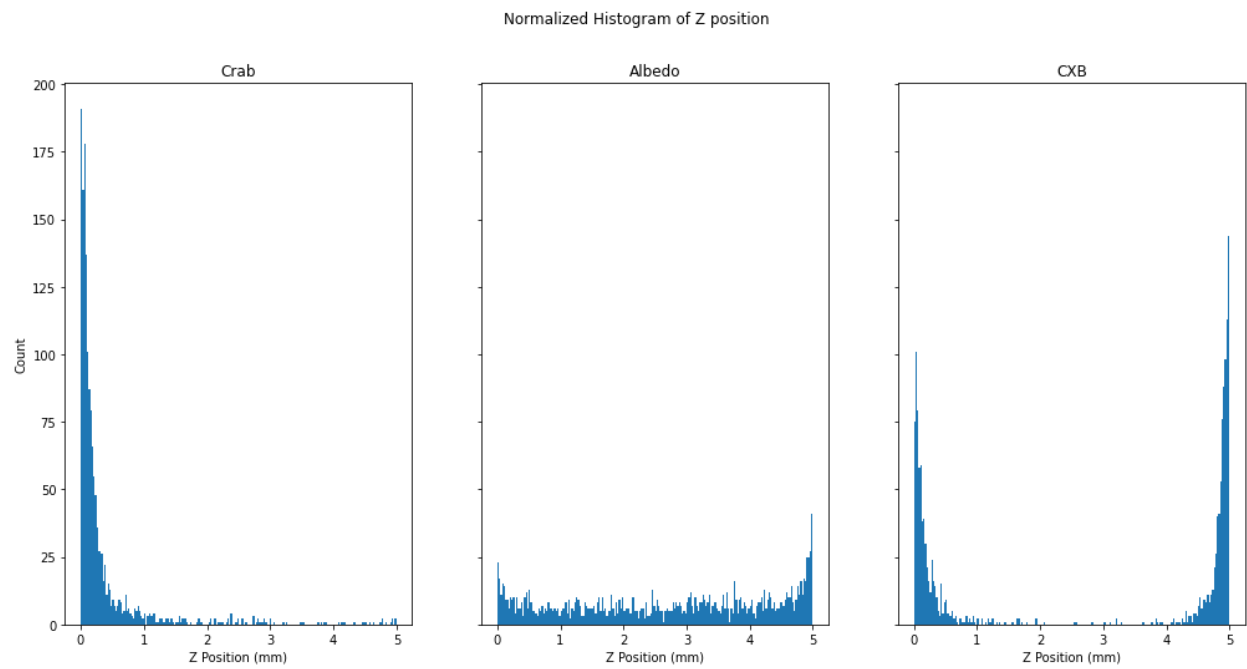 Normalized Histogram of Z position
Crab
Albedo
CXB
200
175
150
125
100
75
50
25
0
Count
0 1 2 3 4 5
0 1 2 3 4 5
0 1 2 3 4 5
Z Position (mm)
Z Position (mm)
Z Position (mm)